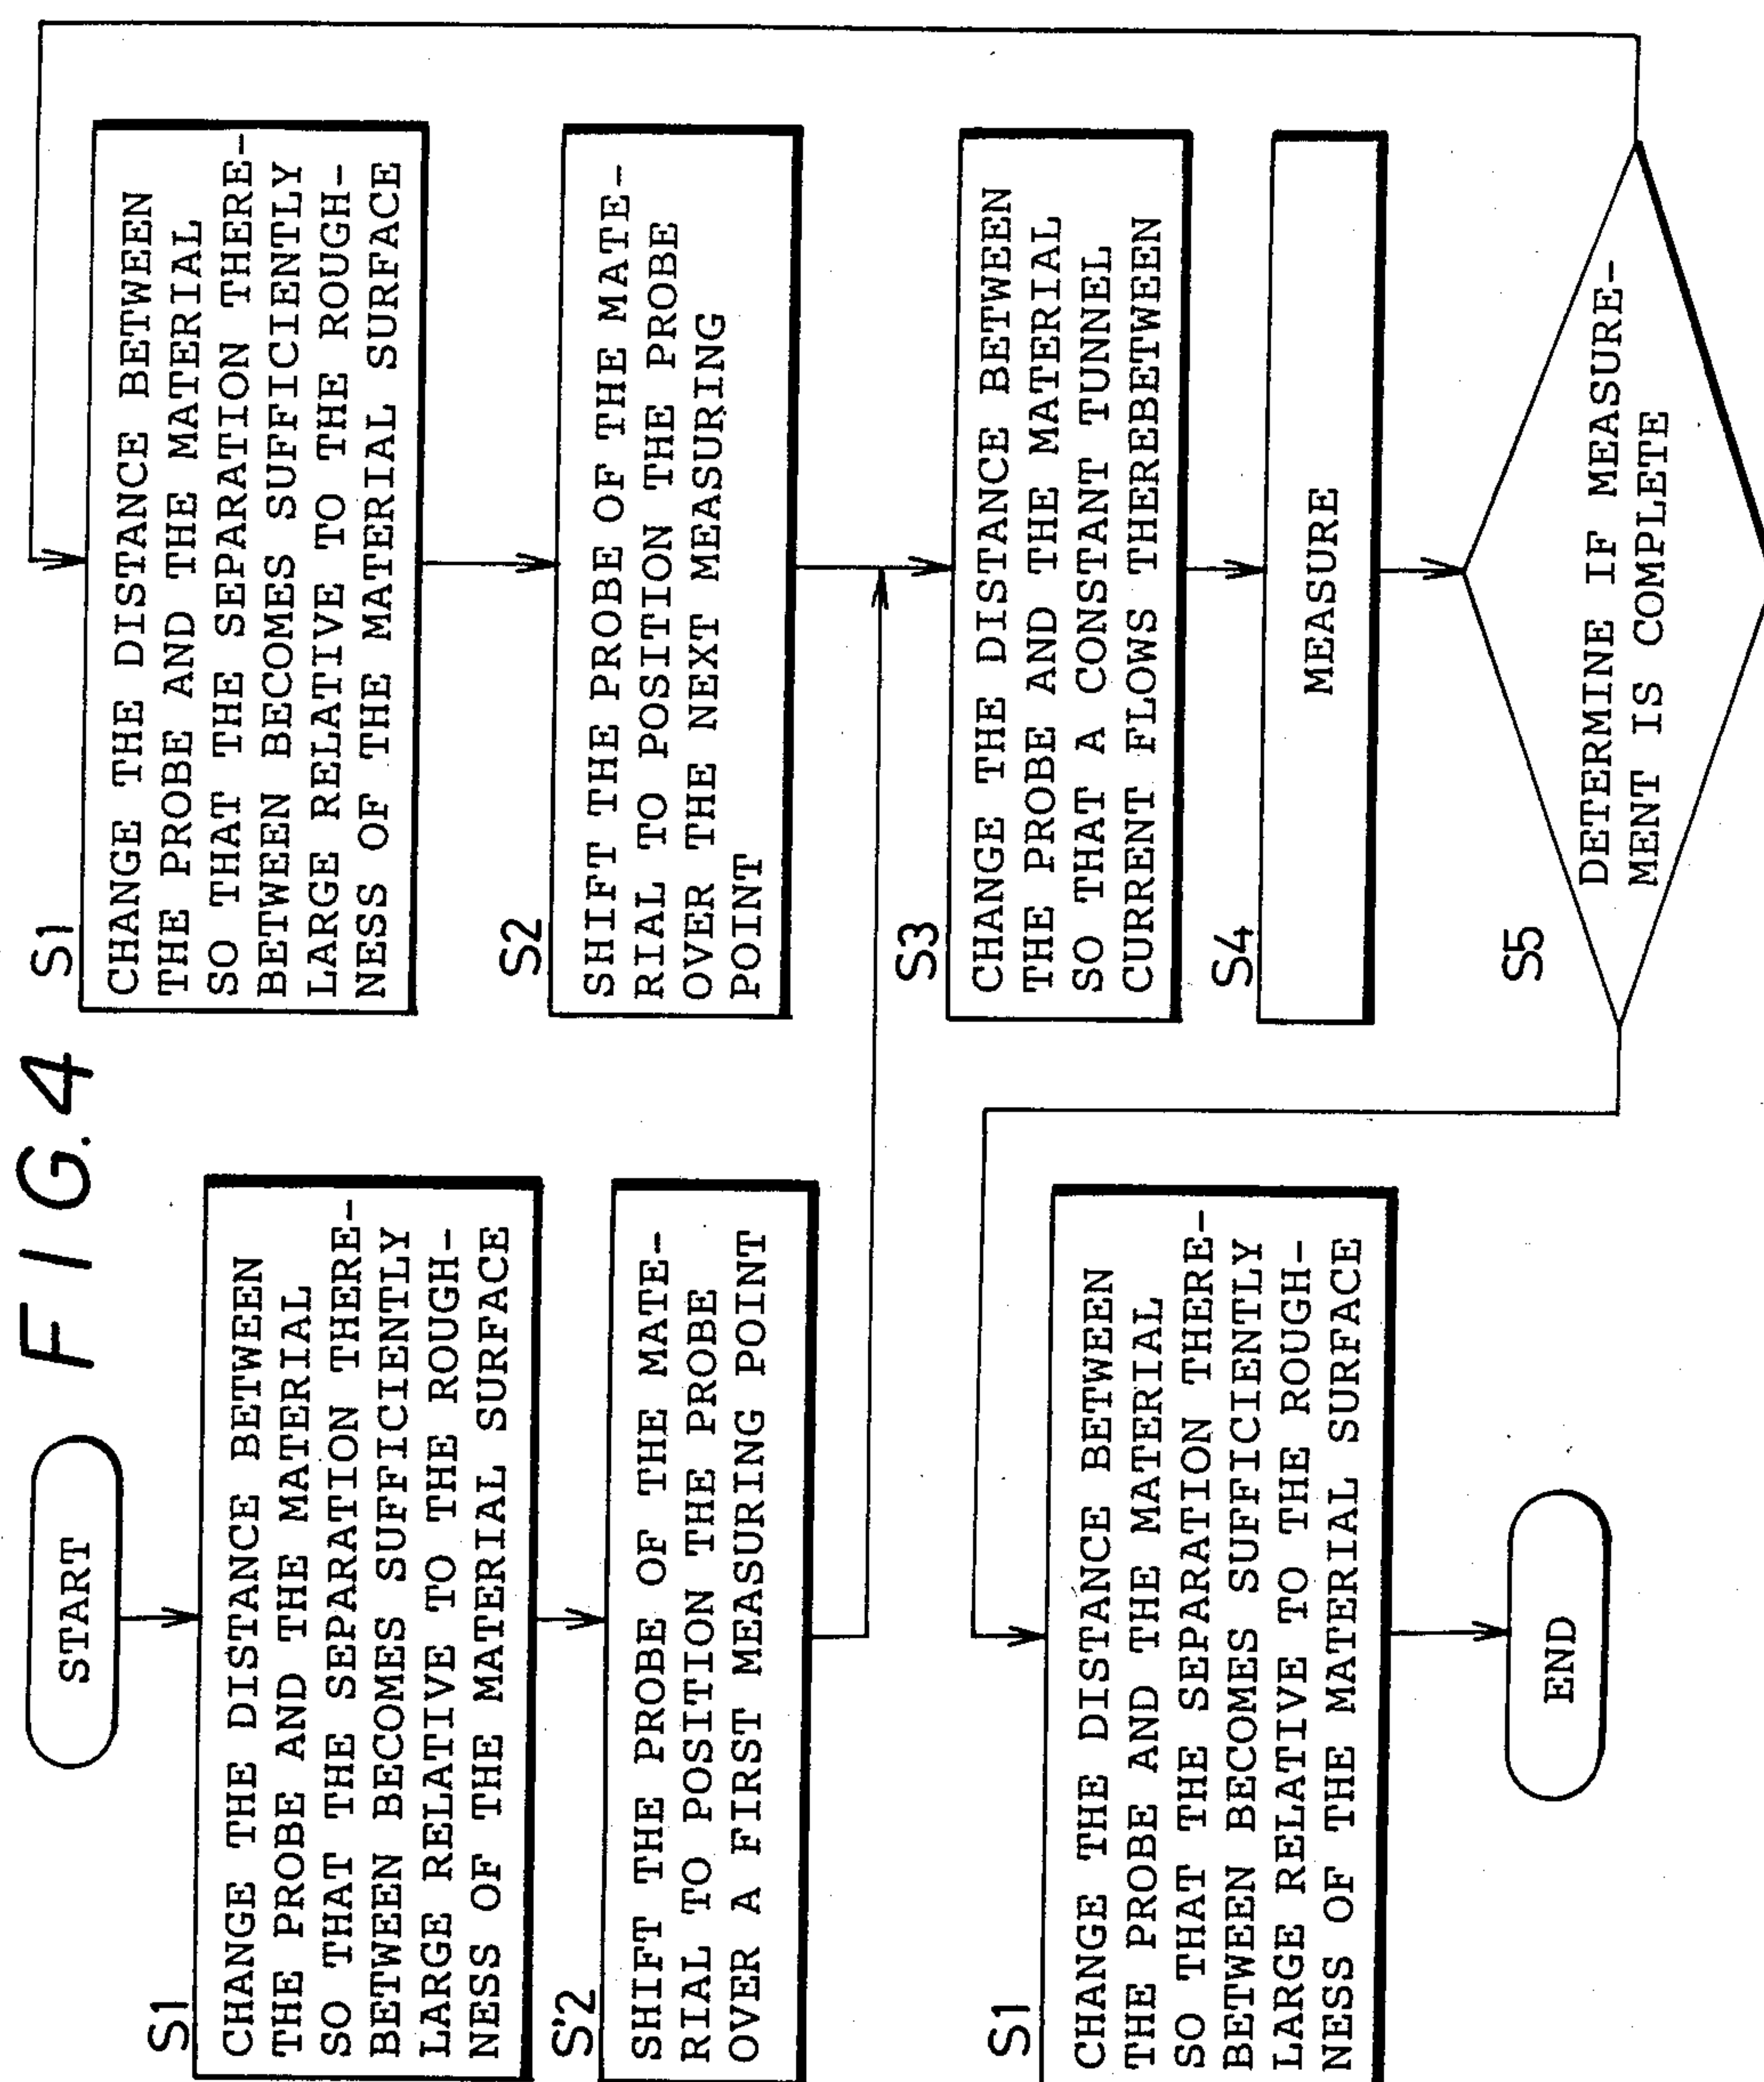 FIG.4
START
S1
CHANGE THE DISTANCE BETWEEN
THE PROBE AND THE MATERIAL
SO THAT THE SEPARATION THERE-
BETWEEN BECOMES SUFFICIENTLY
LARGE RELATIVE TO THE ROUGH-
NESS OF THE MATERIAL SURFACE
S'2
SHIFT THE PROBE OF THE MATE-
RIAL TO POSITION THE PROBE
OVER A FIRST MEASURING POINT
S1
CHANGE THE DISTANCE BETWEEN
THE PROBE AND THE MATERIAL
SO THAT THE SEPARATION THERE-
BETWEEN BECOMES SUFFICIENTLY
LARGE RELATIVE TO THE ROUGH-
NESS OF THE MATERIAL SURFACE
END
S1
CHANGE THE DISTANCE BETWEEN
THE PROBE AND THE MATERIAL
SO THAT THE SEPARATION THERE-
BETWEEN BECOMES SUFFICIENTLY
LARGE RELATIVE TO THE ROUGH-
NESS OF THE MATERIAL SURFACE
S2
SHIFT THE PROBE OF THE MATE-
RIAL TO POSITION THE PROBE
OVER THE NEXT MEASURING
POINT
S3
CHANGE THE DISTANCE BETWEEN
THE PROBE AND THE MATERIAL
SO THAT A CONSTANT TUNNEL
CURRENT FLOWS THEREBETWEEN
S4
MEASURE
S5
DETERMINE IF MEASURE-
MENT IS COMPLETE